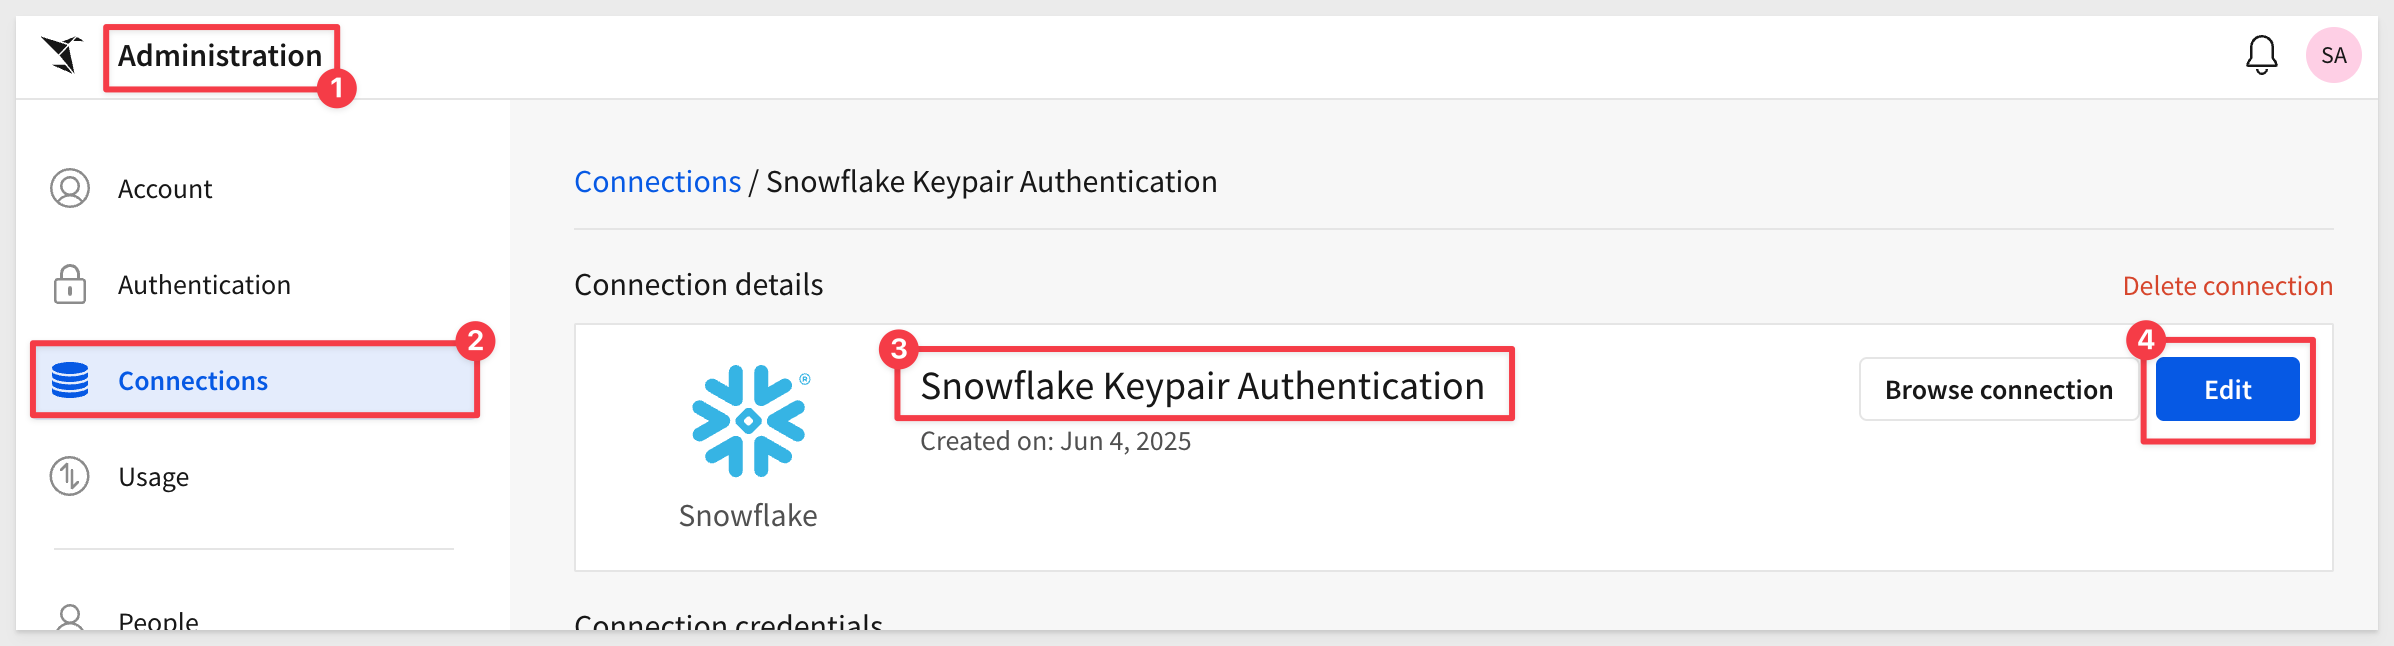 Administration
1
SA
Account
Authentication
Connections
2
Usage
People
Connections / Snowflake Keypair Authentication
Connection details
Delete connection
3
Snowflake Keypair Authentication
Created on: Jun 4, 2025
Browse connection
4
Edit
®
Snowflake
Connection credentials